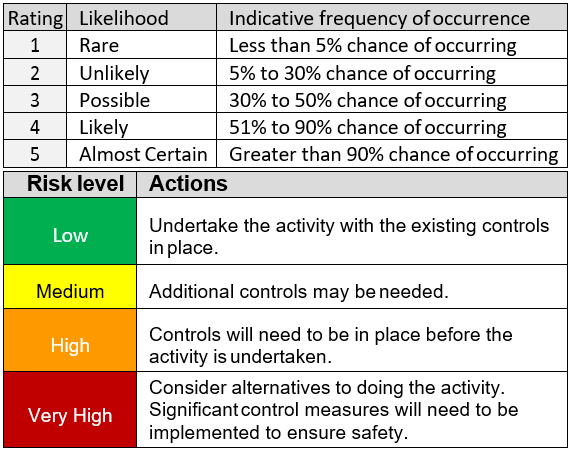 Rating Likelihood Indicative frequency of occurrence
1 Rare Less than 5% chance of occurring
2 Unlikely 5% to 30% chance of occurring
3 Possible 30% to 50% chance of occurring
4 Likely 51% to 90% chance of occurring
5 Almost Certain Greater than 90% chance of occurring
Risk level Actions
Low Undertake the activity with the existing controls
in place.
Medium Additional controls may be needed.
High Controls will need to be in place before the
activity is undertaken.
Very High Consider alternatives to doing the activity.
Significant control measures will need to be
implemented to ensure safety.